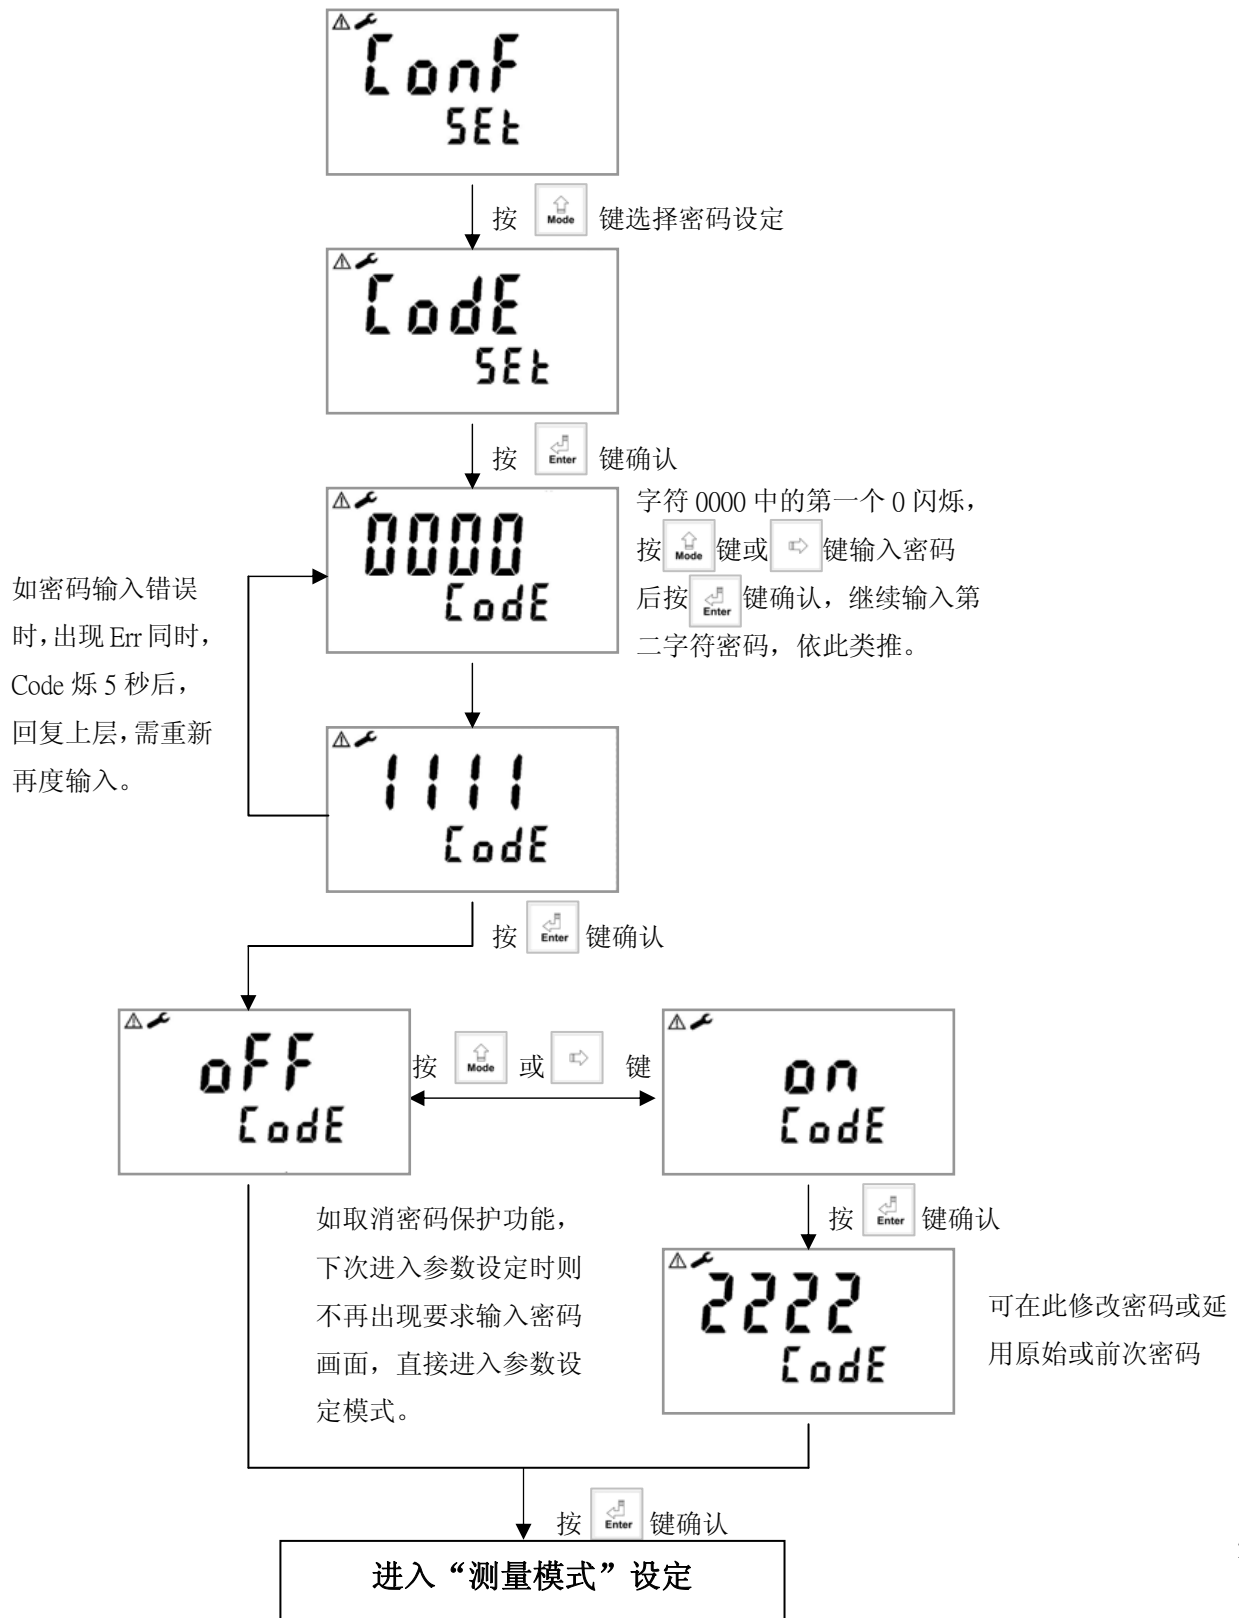 ConF
SEt
按 Mode 键选择密码设定
CodE
SEt
按 Enter 键确认
0000
CodE
字符 0000 中的第一个 0 闪烁，
按 Mode 键或 键输入密码
后按 Enter 键确认，继续输入第
二字符密码，依此类推。
如密码输入错误
时，出现 Err 同时，
Code 烁 5 秒后，
回复上层，需重新
再度输入。
1111
CodE
按 Enter 键确认
oFF
CodE
按 Mode 或 键
on
CodE
按 Enter 键确认
如取消密码保护功能，
下次进入参数设定时则
不再出现要求输入密码
画面，直接进入参数设
定模式。
2222
CodE
可在此修改密码或延
用原始或前次密码
按 Enter 键确认
进入“测量模式”设定